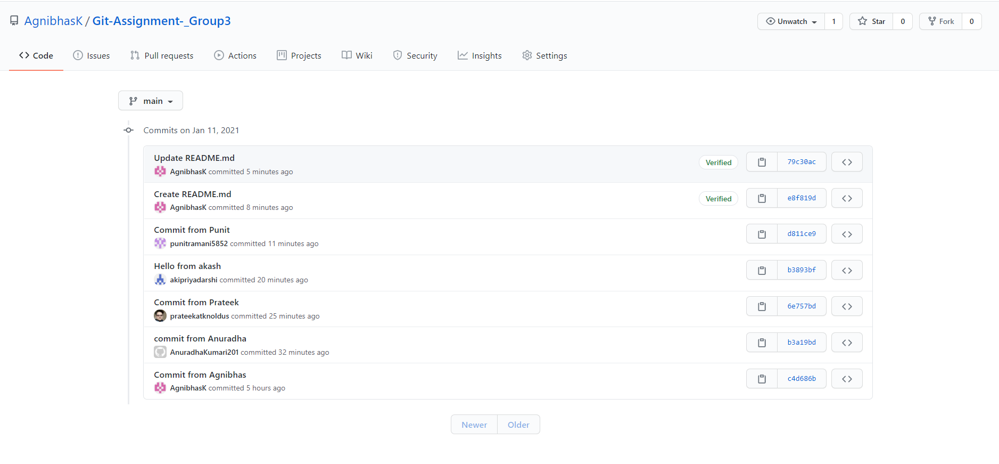 AgnibhasK / Git-Assignment-_Group3
Unwatch 1 Star 0 Fork 0
Code Issues Pull requests Actions Projects Wiki Security Insights Settings
main
Commits on Jan 11, 2021
Update README.md
AgnibhasK committed 5 minutes ago
Verified 79c30ac
Create README.md
AgnibhasK committed 8 minutes ago
Verified e8f819d
Commit from Punit
punitramani5852 committed 11 minutes ago
d811ce9
Hello from akash
akipriyadarshi committed 20 minutes ago
b3893bf
Commit from Prateek
prateekatknoldus committed 25 minutes ago
6e757bd
commit from Anuradha
AnuradhaKumari201 committed 32 minutes ago
b3a19bd
Commit from Agnibhas
AgnibhasK committed 5 hours ago
c4d686b
Newer Older